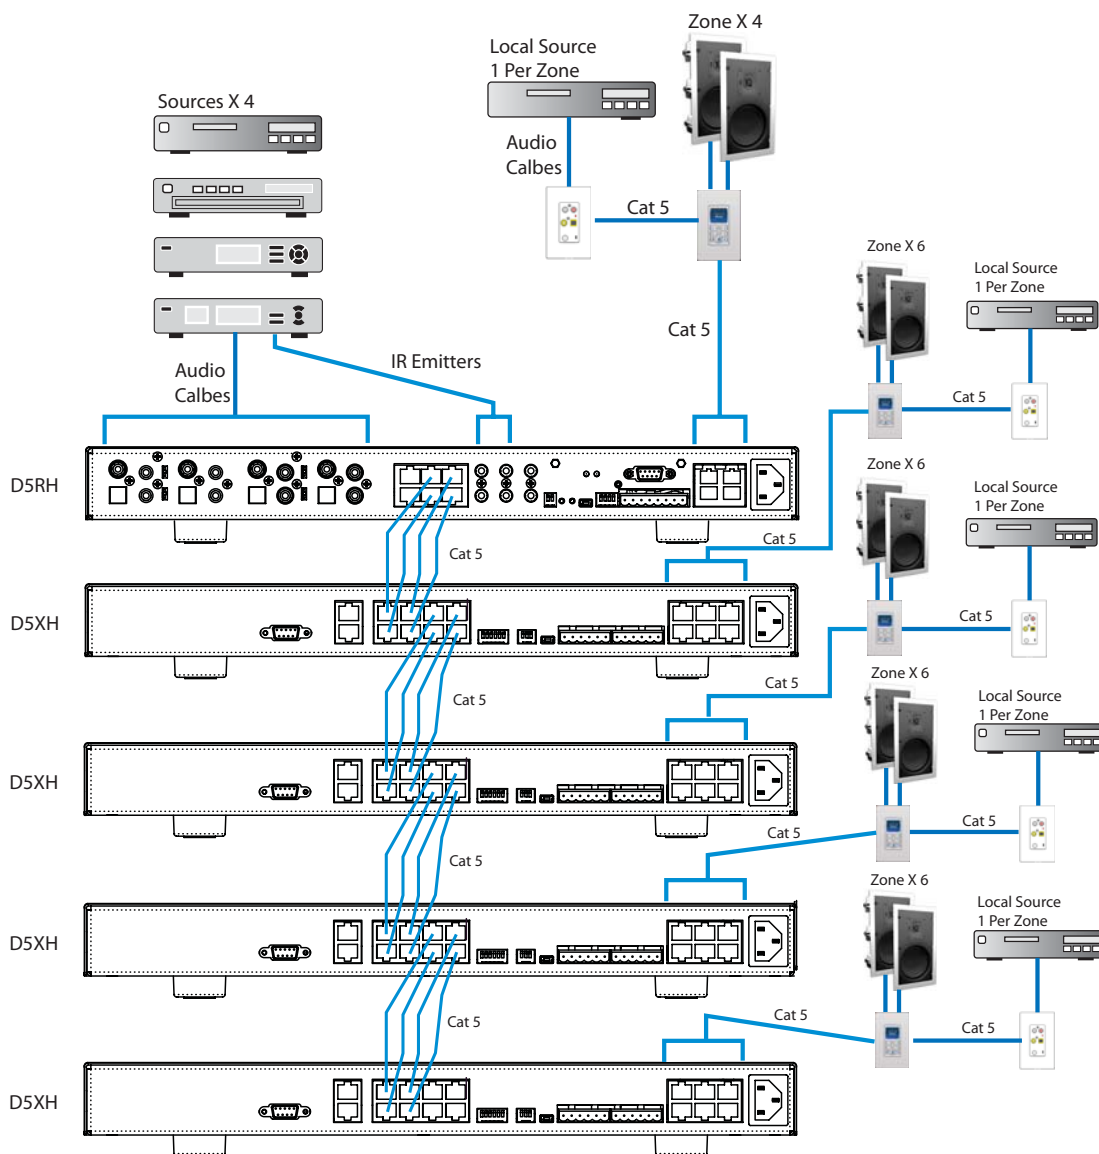 Zone X 4
Local Source
1 Per Zone
Sources X 4
Audio
Calbes
Cat 5
Zone X 6
Local Source
1 Per Zone
Cat 5
IR Emitters
Audio
Calbes
Cat 5
Zone X 6
Local Source
1 Per Zone
D5RH
Cat 5
Cat 5
Cat 5
D5XH
Zone X 6
Local Source
1 Per Zone
Cat 5
Cat 5
D5XH
Cat 5
Cat 5
Zone X 6
Local Source
1 Per Zone
D5XH
Cat 5
Cat 5
D5XH